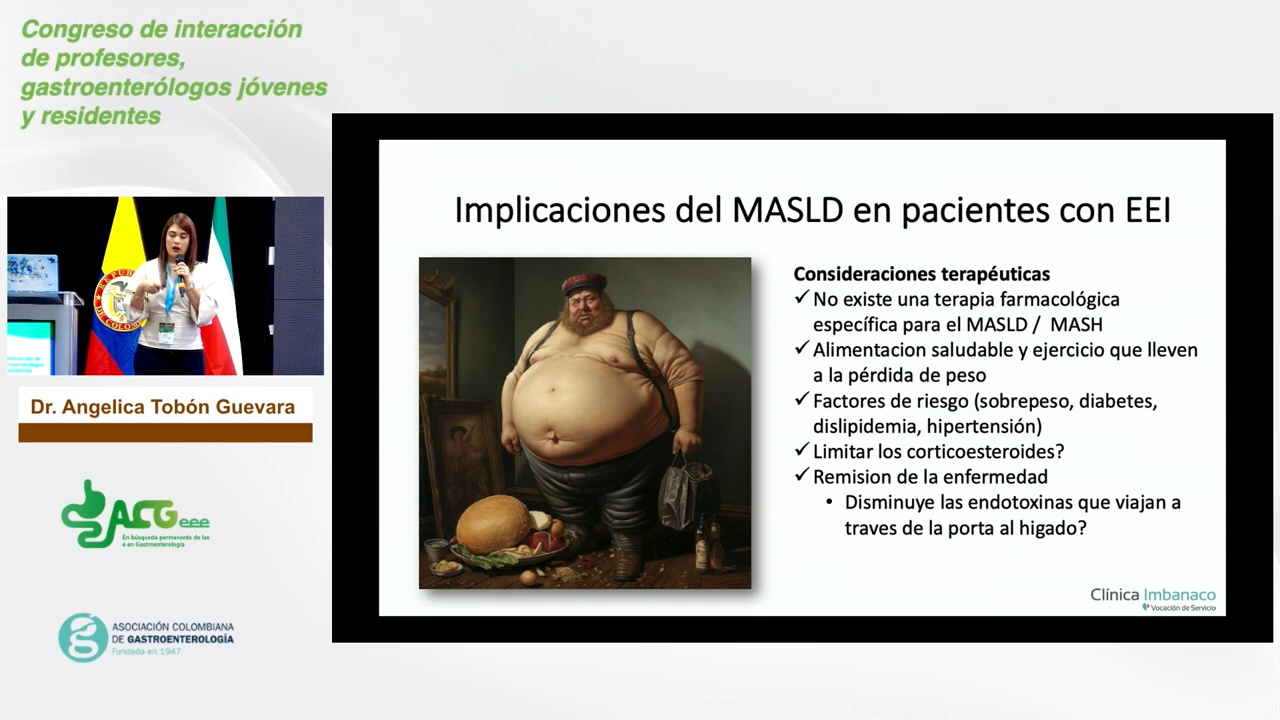 Congreso de interacción
de profesores,
gastroenterólogos jóvenes
y residentes
Dr. Angelica Tobón Guevara
ACGeee
En búsqueda permanente de las
e en Gastroenterología
ASOCIACIÓN COLOMBIANA
DE GASTROENTEROLOGÍA
Fundada en 1947
Implicaciones del MASLD en pacientes con EEI
Consideraciones terapéuticas
✓ No existe una terapia farmacológica
específica para el MASLD / MASH
✓ Alimentacion saludable y ejercicio que lleven
a la pérdida de peso
✓ Factores de riesgo (sobrepeso, diabetes,
dislipidemia, hipertensión)
✓ Limitar los corticoesteroides?
✓ Remision de la enfermedad
• Disminuye las endotoxinas que viajan a
traves de la porta al higado?
Clínica Imbanaco
Vocación de Servicio